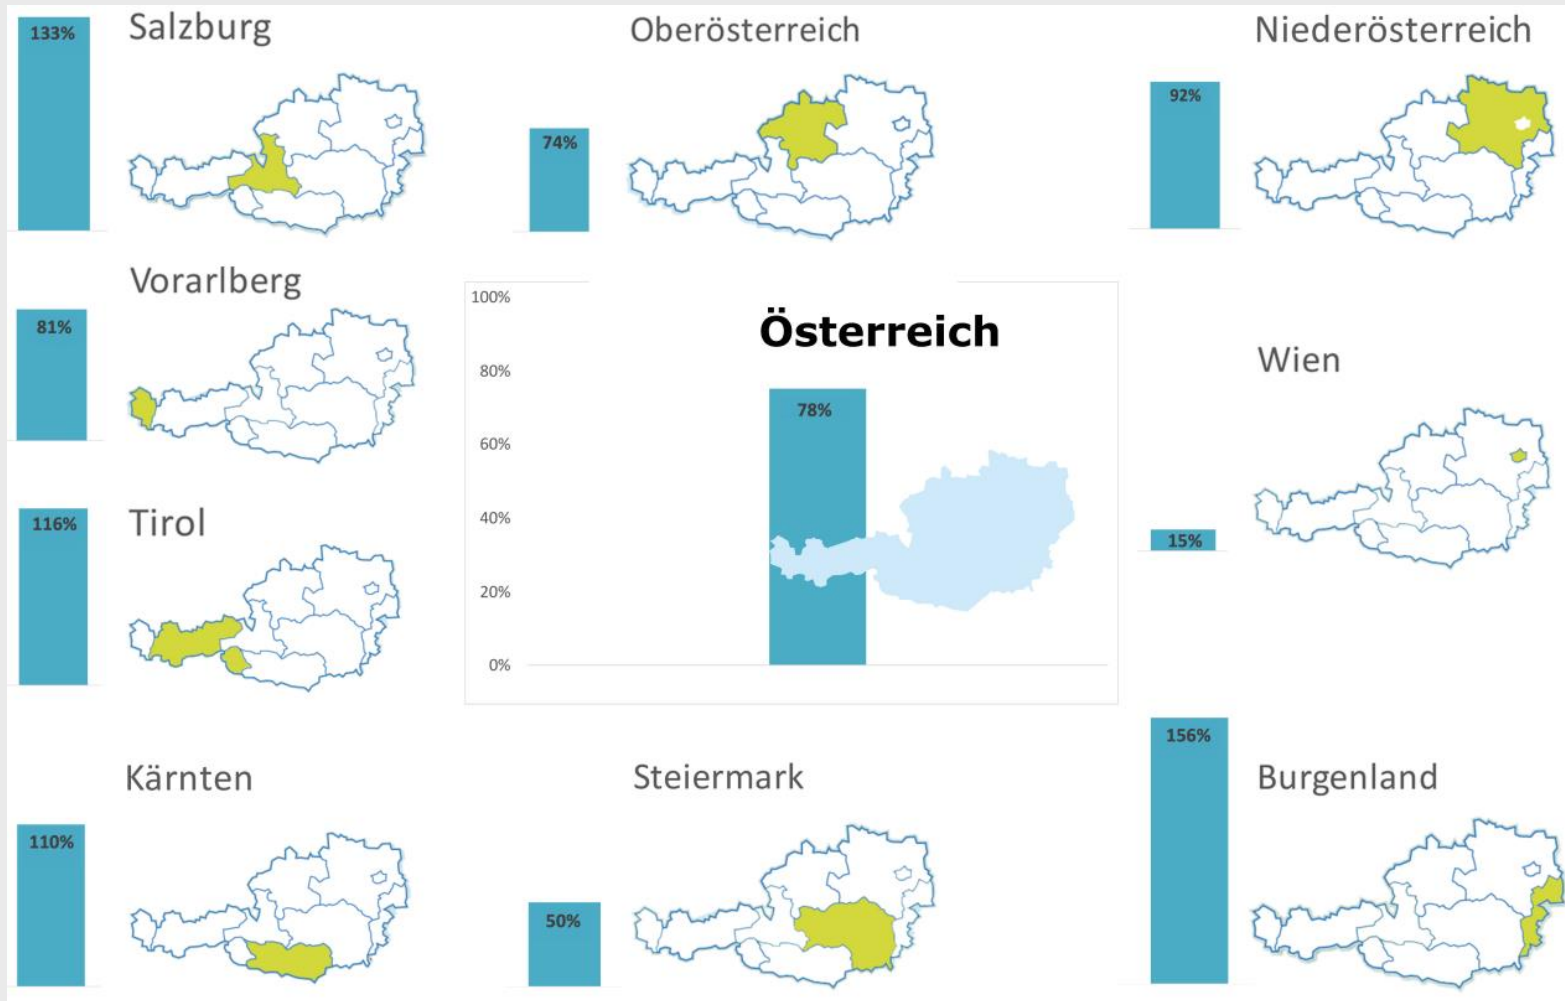 133%
Salzburg
74%
Oberösterreich
92%
Niederösterreich
81%
Vorarlberg
100%
80%
60%
40%
20%
0%
Österreich
78%
Wien
15%
116%
Tirol
110%
Kärnten
50%
Steiermark
156%
Burgenland